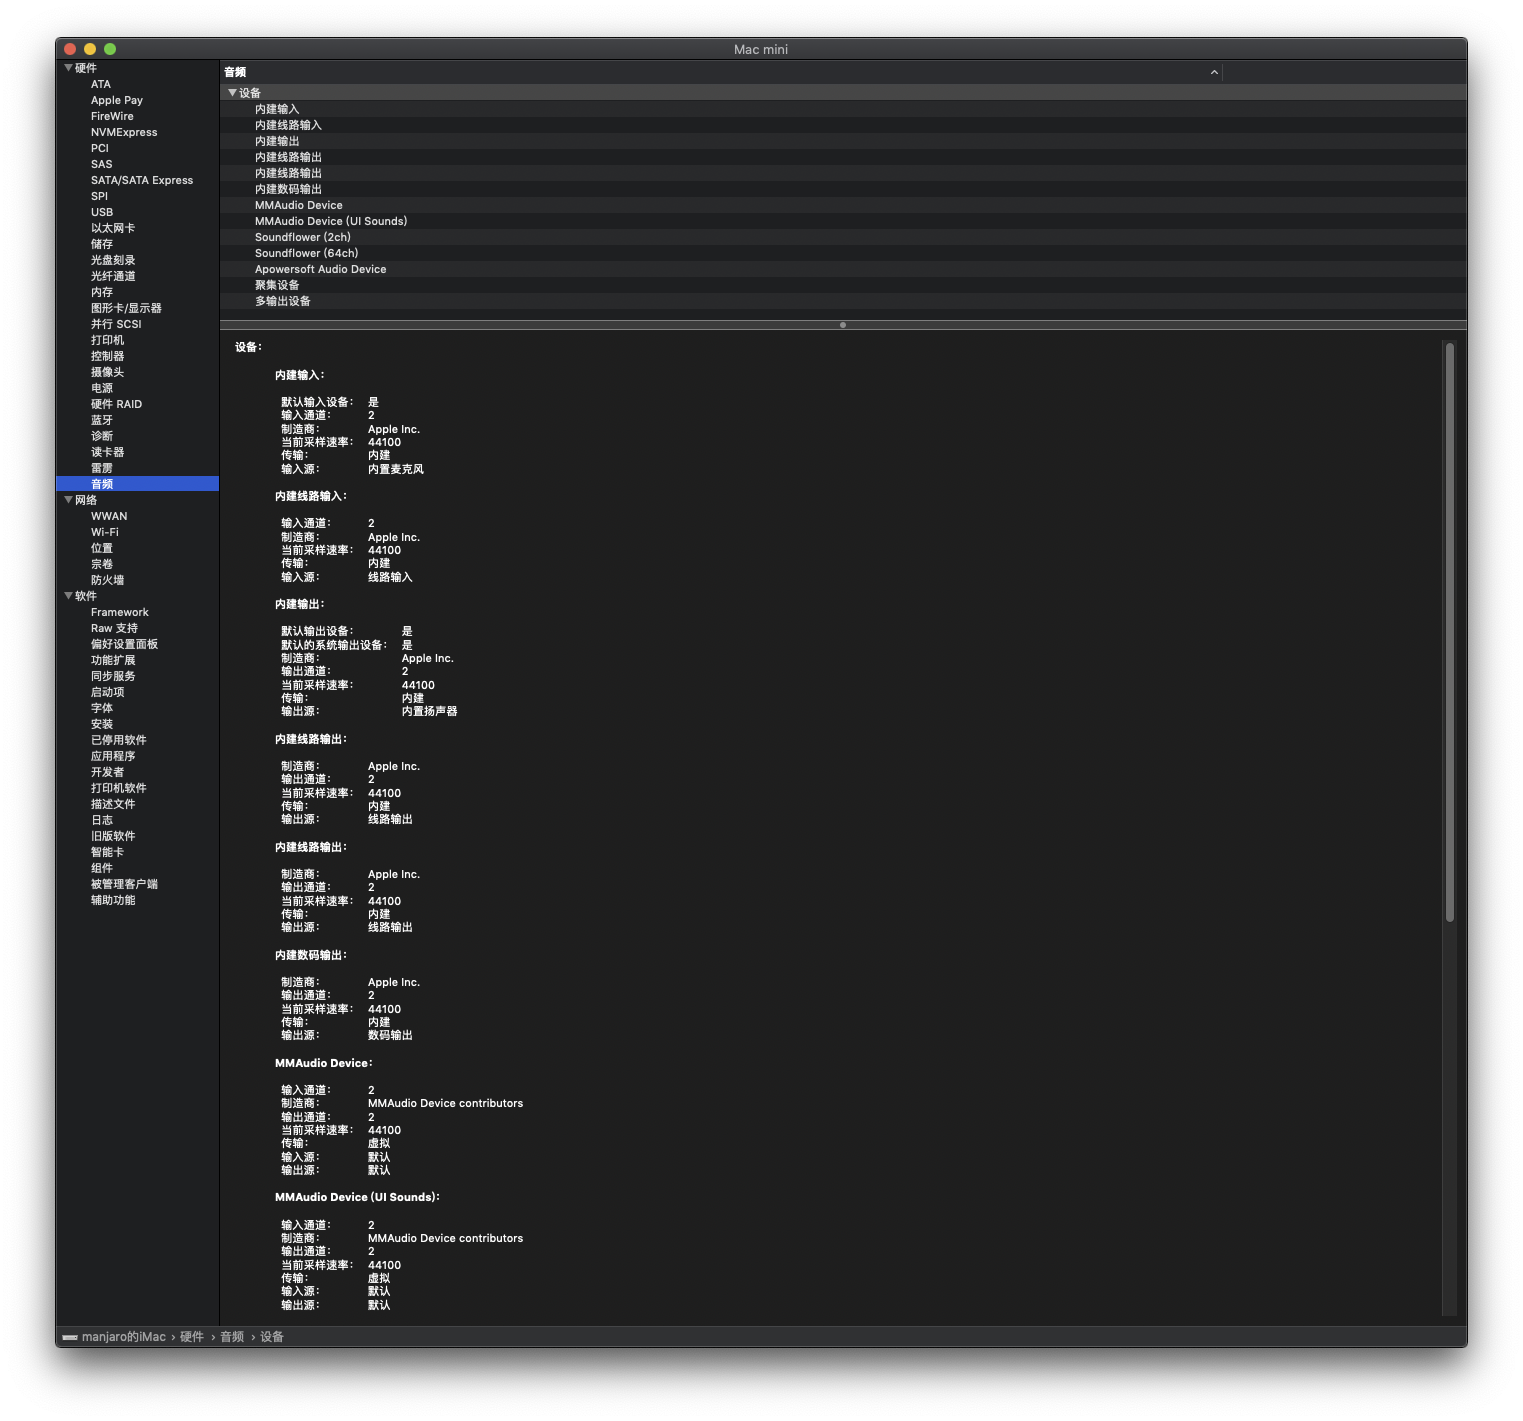 Mac mini
硬件
ATA
Apple Pay
FireWire
NVMExpress
PCI
SAS
SATA/SATA Express
SPI
USB
以太网卡
储存
光盘刻录
光纤通道
内存
图形卡/显示器
并行 SCSI
打印机
控制器
摄像头
电源
硬件 RAID
蓝牙
诊断
读卡器
雷雳
音频
网络
WWAN
Wi-Fi
位置
宗卷
防火墙
软件
Framework
Raw 支持
偏好设置面板
功能扩展
同步服务
启动项
字体
安装
已停用软件
应用程序
开发者
打印机软件
描述文件
日志
旧版软件
智能卡
组件
被管理客户端
辅助功能
音频
设备
内建输入
内建线路输入
内建输出
内建线路输出
内建线路输出
内建数码输出
MMAudio Device
MMAudio Device (UI Sounds)
Soundflower (2ch)
Soundflower (64ch)
Apowersoft Audio Device
聚集设备
多输出设备
设备：
内建输入：
默认输入设备： 是
输入通道： 2
制造商： Apple Inc.
当前采样速率： 44100
传输： 内建
输入源： 内置麦克风
内建线路输入：
输入通道： 2
制造商： Apple Inc.
当前采样速率： 44100
传输： 内建
输入源： 线路输入
内建输出：
默认输出设备： 是
默认的系统输出设备： 是
制造商： Apple Inc.
输出通道： 2
当前采样速率： 44100
传输： 内建
输出源： 内置扬声器
内建线路输出：
制造商： Apple Inc.
输出通道： 2
当前采样速率： 44100
传输： 内建
输出源： 线路输出
内建线路输出：
制造商： Apple Inc.
输出通道： 2
当前采样速率： 44100
传输： 内建
输出源： 线路输出
内建数码输出：
制造商： Apple Inc.
输出通道： 2
当前采样速率： 44100
传输： 内建
输出源： 数码输出
MMAudio Device：
输入通道： 2
制造商： MMAudio Device contributors
输出通道： 2
当前采样速率： 44100
传输： 虚拟
输入源： 默认
输出源： 默认
MMAudio Device (UI Sounds)：
输入通道： 2
制造商： MMAudio Device contributors
输出通道： 2
当前采样速率： 44100
传输： 虚拟
输入源： 默认
输出源： 默认
manjaro的iMac › 硬件 › 音频 › 设备